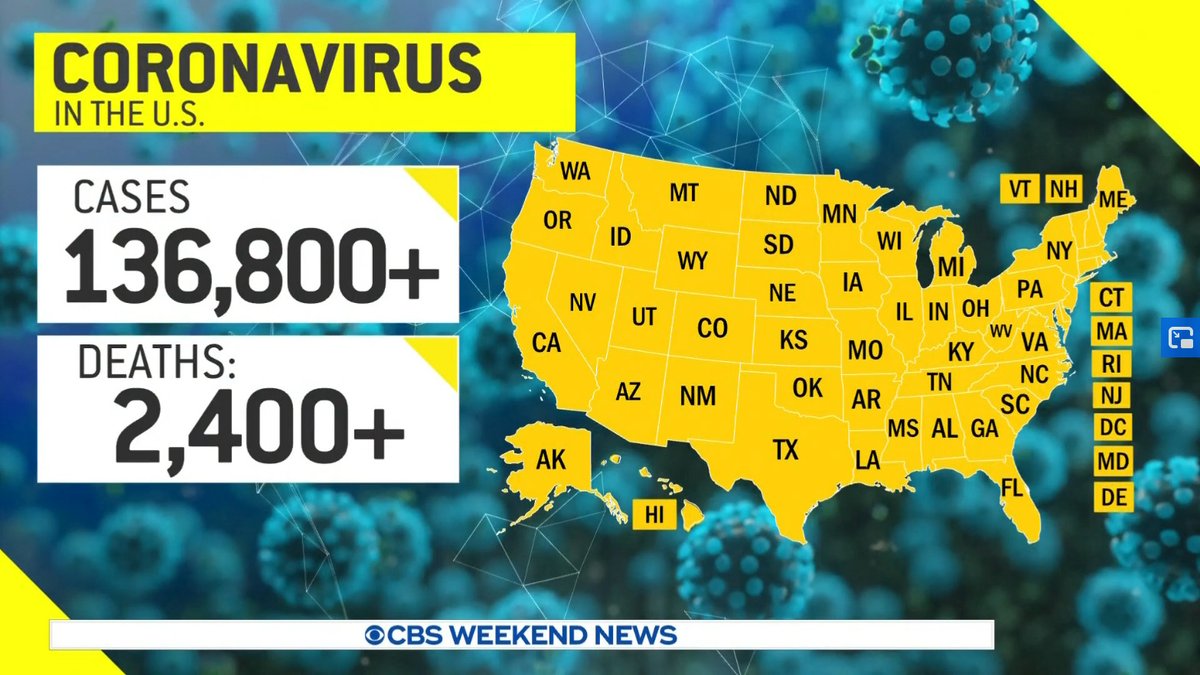 CORONAVIRUS
IN THE U.S.
CASES
136,800+
DEATHS:
2,400+
WA
MT
ND
MN
VT
NH
ME
OR
ID
SD
WI
NY
WY
MI
NV
NE
IA
PA
UT
CO
IL
IN
OH
CT
CA
KS
MO
KY
WV
VA
MA
AZ
NM
OK
AR
TN
NC
RI
SC
NJ
TX
MS
AL
GA
DC
AK
LA
MD
FL
DE
HI
CBS WEEKEND NEWS